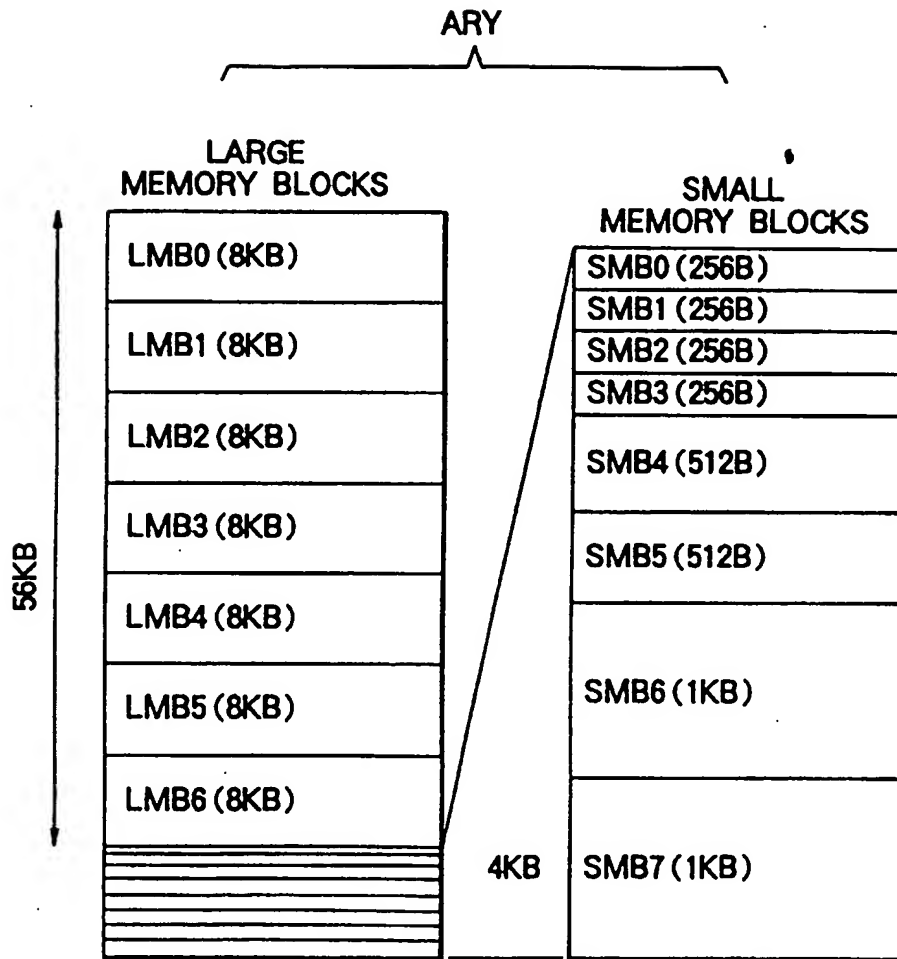 ARY
LARGE
MEMORY BLOCKS
LMB0 (8KB)
LMB1 (8KB)
LMB2 (8KB)
LMB3 (8KB)
LMB4 (8KB)
LMB5 (8KB)
LMB6 (8KB)
56KB
SMALL
MEMORY BLOCKS
SMB0 (256B)
SMB1 (256B)
SMB2 (256B)
SMB3 (256B)
SMB4 (512B)
SMB5 (512B)
SMB6 (1KB)
SMB7 (1KB)
4KB